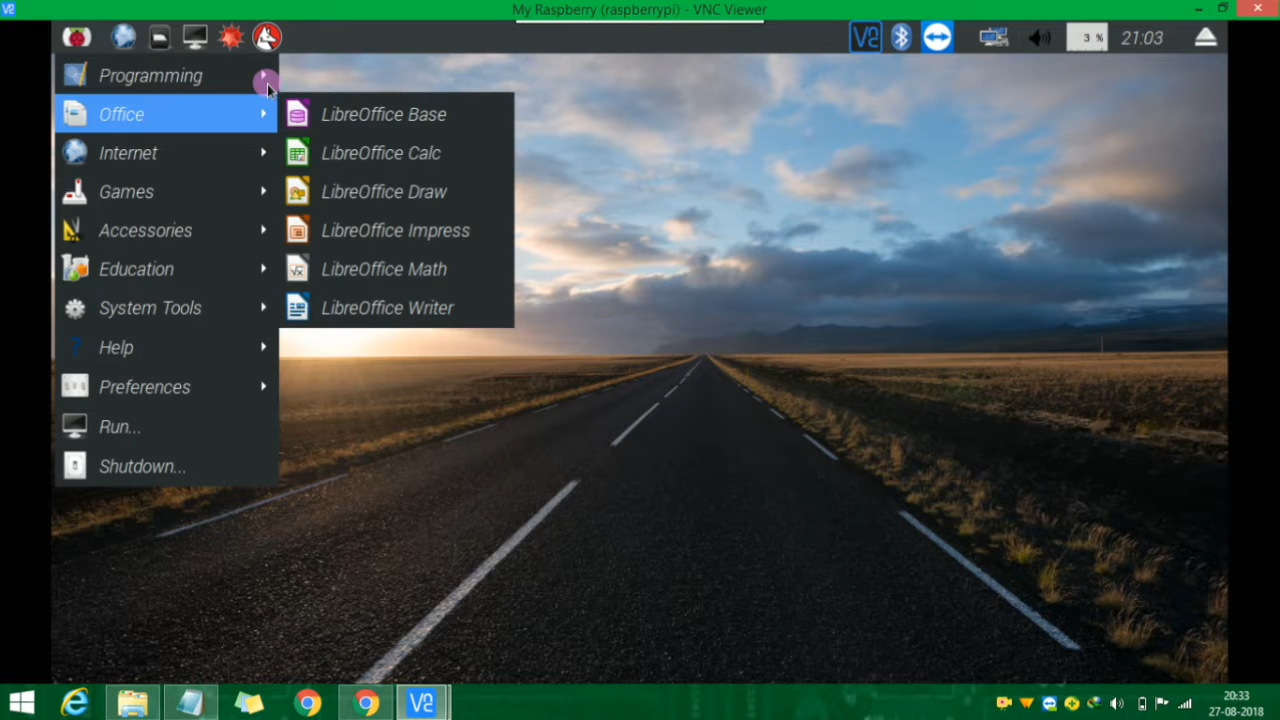 My Raspberry (raspberrypi) - VNC Viewer
3 %
21:03
Programming
Office
Internet
Games
Accessories
Education
System Tools
Help
Preferences
Run...
Shutdown...
LibreOffice Base
LibreOffice Calc
LibreOffice Draw
LibreOffice Impress
LibreOffice Math
LibreOffice Writer
20:33
27-08-2018